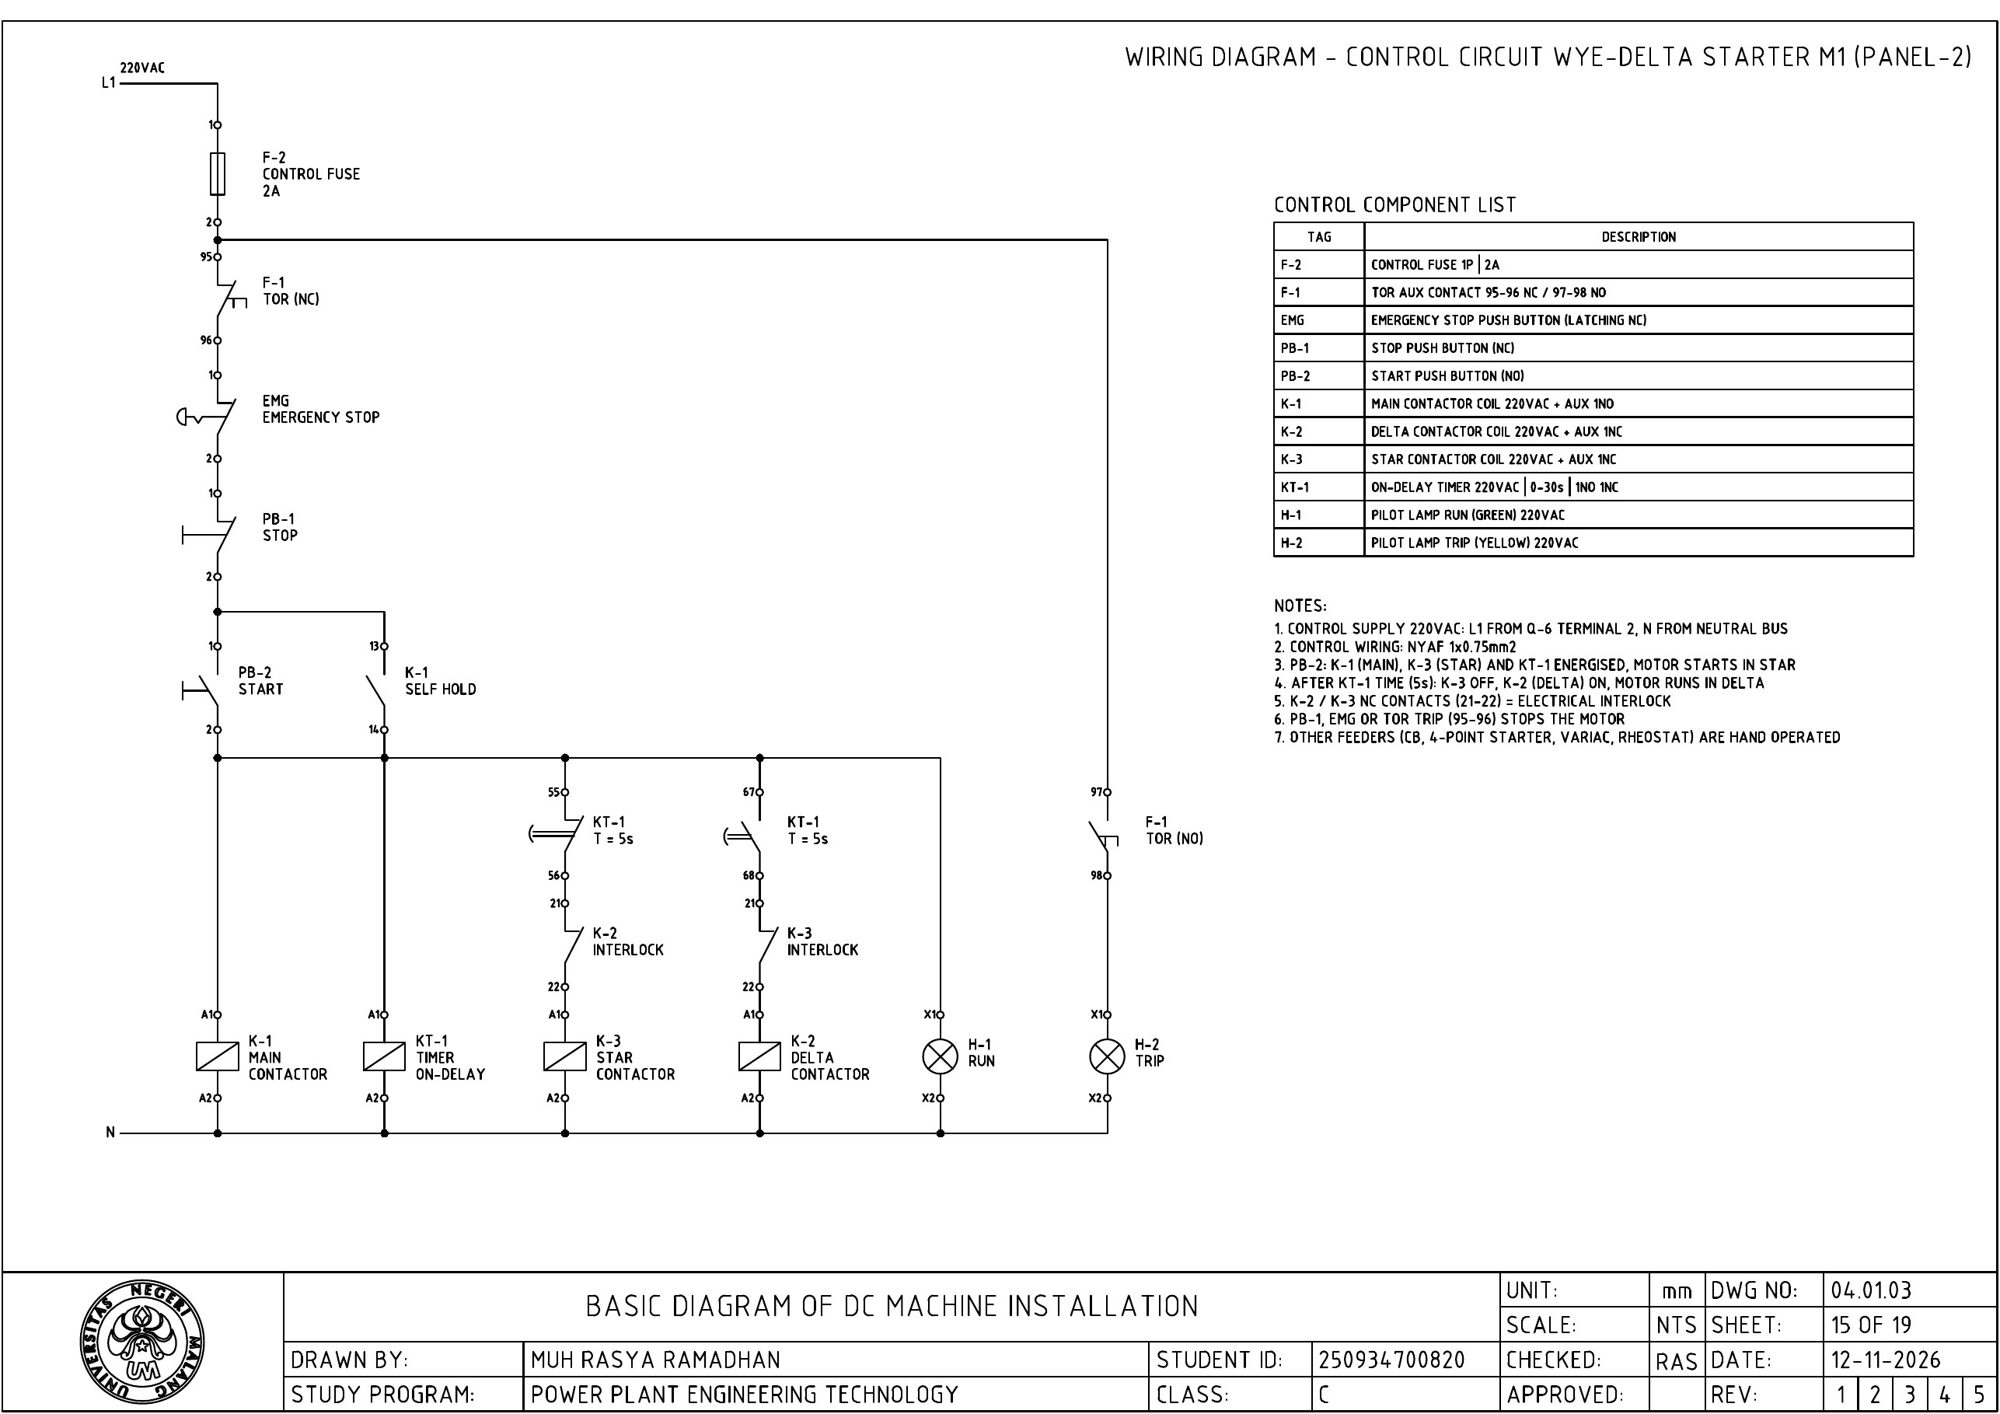 WIRING DIAGRAM - CONTROL CIRCUIT WYE-DELTA STARTER M1 (PANEL-2)
220VAC
L1
1
F-2
CONTROL FUSE
2A
2
95
F-1
TOR (NC)
96
1
EMG
EMERGENCY STOP
2
1
PB-1
STOP
2
1
PB-2
START
2
13
K-1
SELF HOLD
14
55
KT-1
T = 5s
56
21
K-2
INTERLOCK
22
67
KT-1
T = 5s
68
21
K-3
INTERLOCK
22
97
F-1
TOR (NO)
98
A1
K-1
MAIN
CONTACTOR
A2
A1
KT-1
TIMER
ON-DELAY
A2
A1
K-3
STAR
CONTACTOR
A2
A1
K-2
DELTA
CONTACTOR
A2
X1
H-1
RUN
X2
X1
H-2
TRIP
X2
N
CONTROL COMPONENT LIST
TAG DESCRIPTION
F-2 CONTROL FUSE 1P | 2A
F-1 TOR AUX CONTACT 95-96 NC / 97-98 NO
EMG EMERGENCY STOP PUSH BUTTON (LATCHING NC)
PB-1 STOP PUSH BUTTON (NC)
PB-2 START PUSH BUTTON (NO)
K-1 MAIN CONTACTOR COIL 220VAC + AUX 1NO
K-2 DELTA CONTACTOR COIL 220VAC + AUX 1NC
K-3 STAR CONTACTOR COIL 220VAC + AUX 1NC
KT-1 ON-DELAY TIMER 220VAC | 0-30s | 1NO 1NC
H-1 PILOT LAMP RUN (GREEN) 220VAC
H-2 PILOT LAMP TRIP (YELLOW) 220VAC
NOTES:
1. CONTROL SUPPLY 220VAC: L1 FROM Q-6 TERMINAL 2, N FROM NEUTRAL BUS
2. CONTROL WIRING: NYAF 1x0.75mm2
3. PB-2: K-1 (MAIN), K-3 (STAR) AND KT-1 ENERGISED, MOTOR STARTS IN STAR
4. AFTER KT-1 TIME (5s): K-3 OFF, K-2 (DELTA) ON, MOTOR RUNS IN DELTA
5. K-2 / K-3 NC CONTACTS (21-22) = ELECTRICAL INTERLOCK
6. PB-1, EMG OR TOR TRIP (95-96) STOPS THE MOTOR
7. OTHER FEEDERS (CB, 4-POINT STARTER, VARIAC, RHEOSTAT) ARE HAND OPERATED
UNIVERSITAS NEGERI MALANG
UM
BASIC DIAGRAM OF DC MACHINE INSTALLATION
DRAWN BY: MUH RASYA RAMADHAN
STUDY PROGRAM: POWER PLANT ENGINEERING TECHNOLOGY
STUDENT ID: 250934700820
CLASS: C
UNIT: mm DWG NO: 04.01.03
SCALE: NTS SHEET: 15 OF 19
CHECKED: RAS DATE: 12-11-2026
APPROVED: REV: 1 2 3 4 5